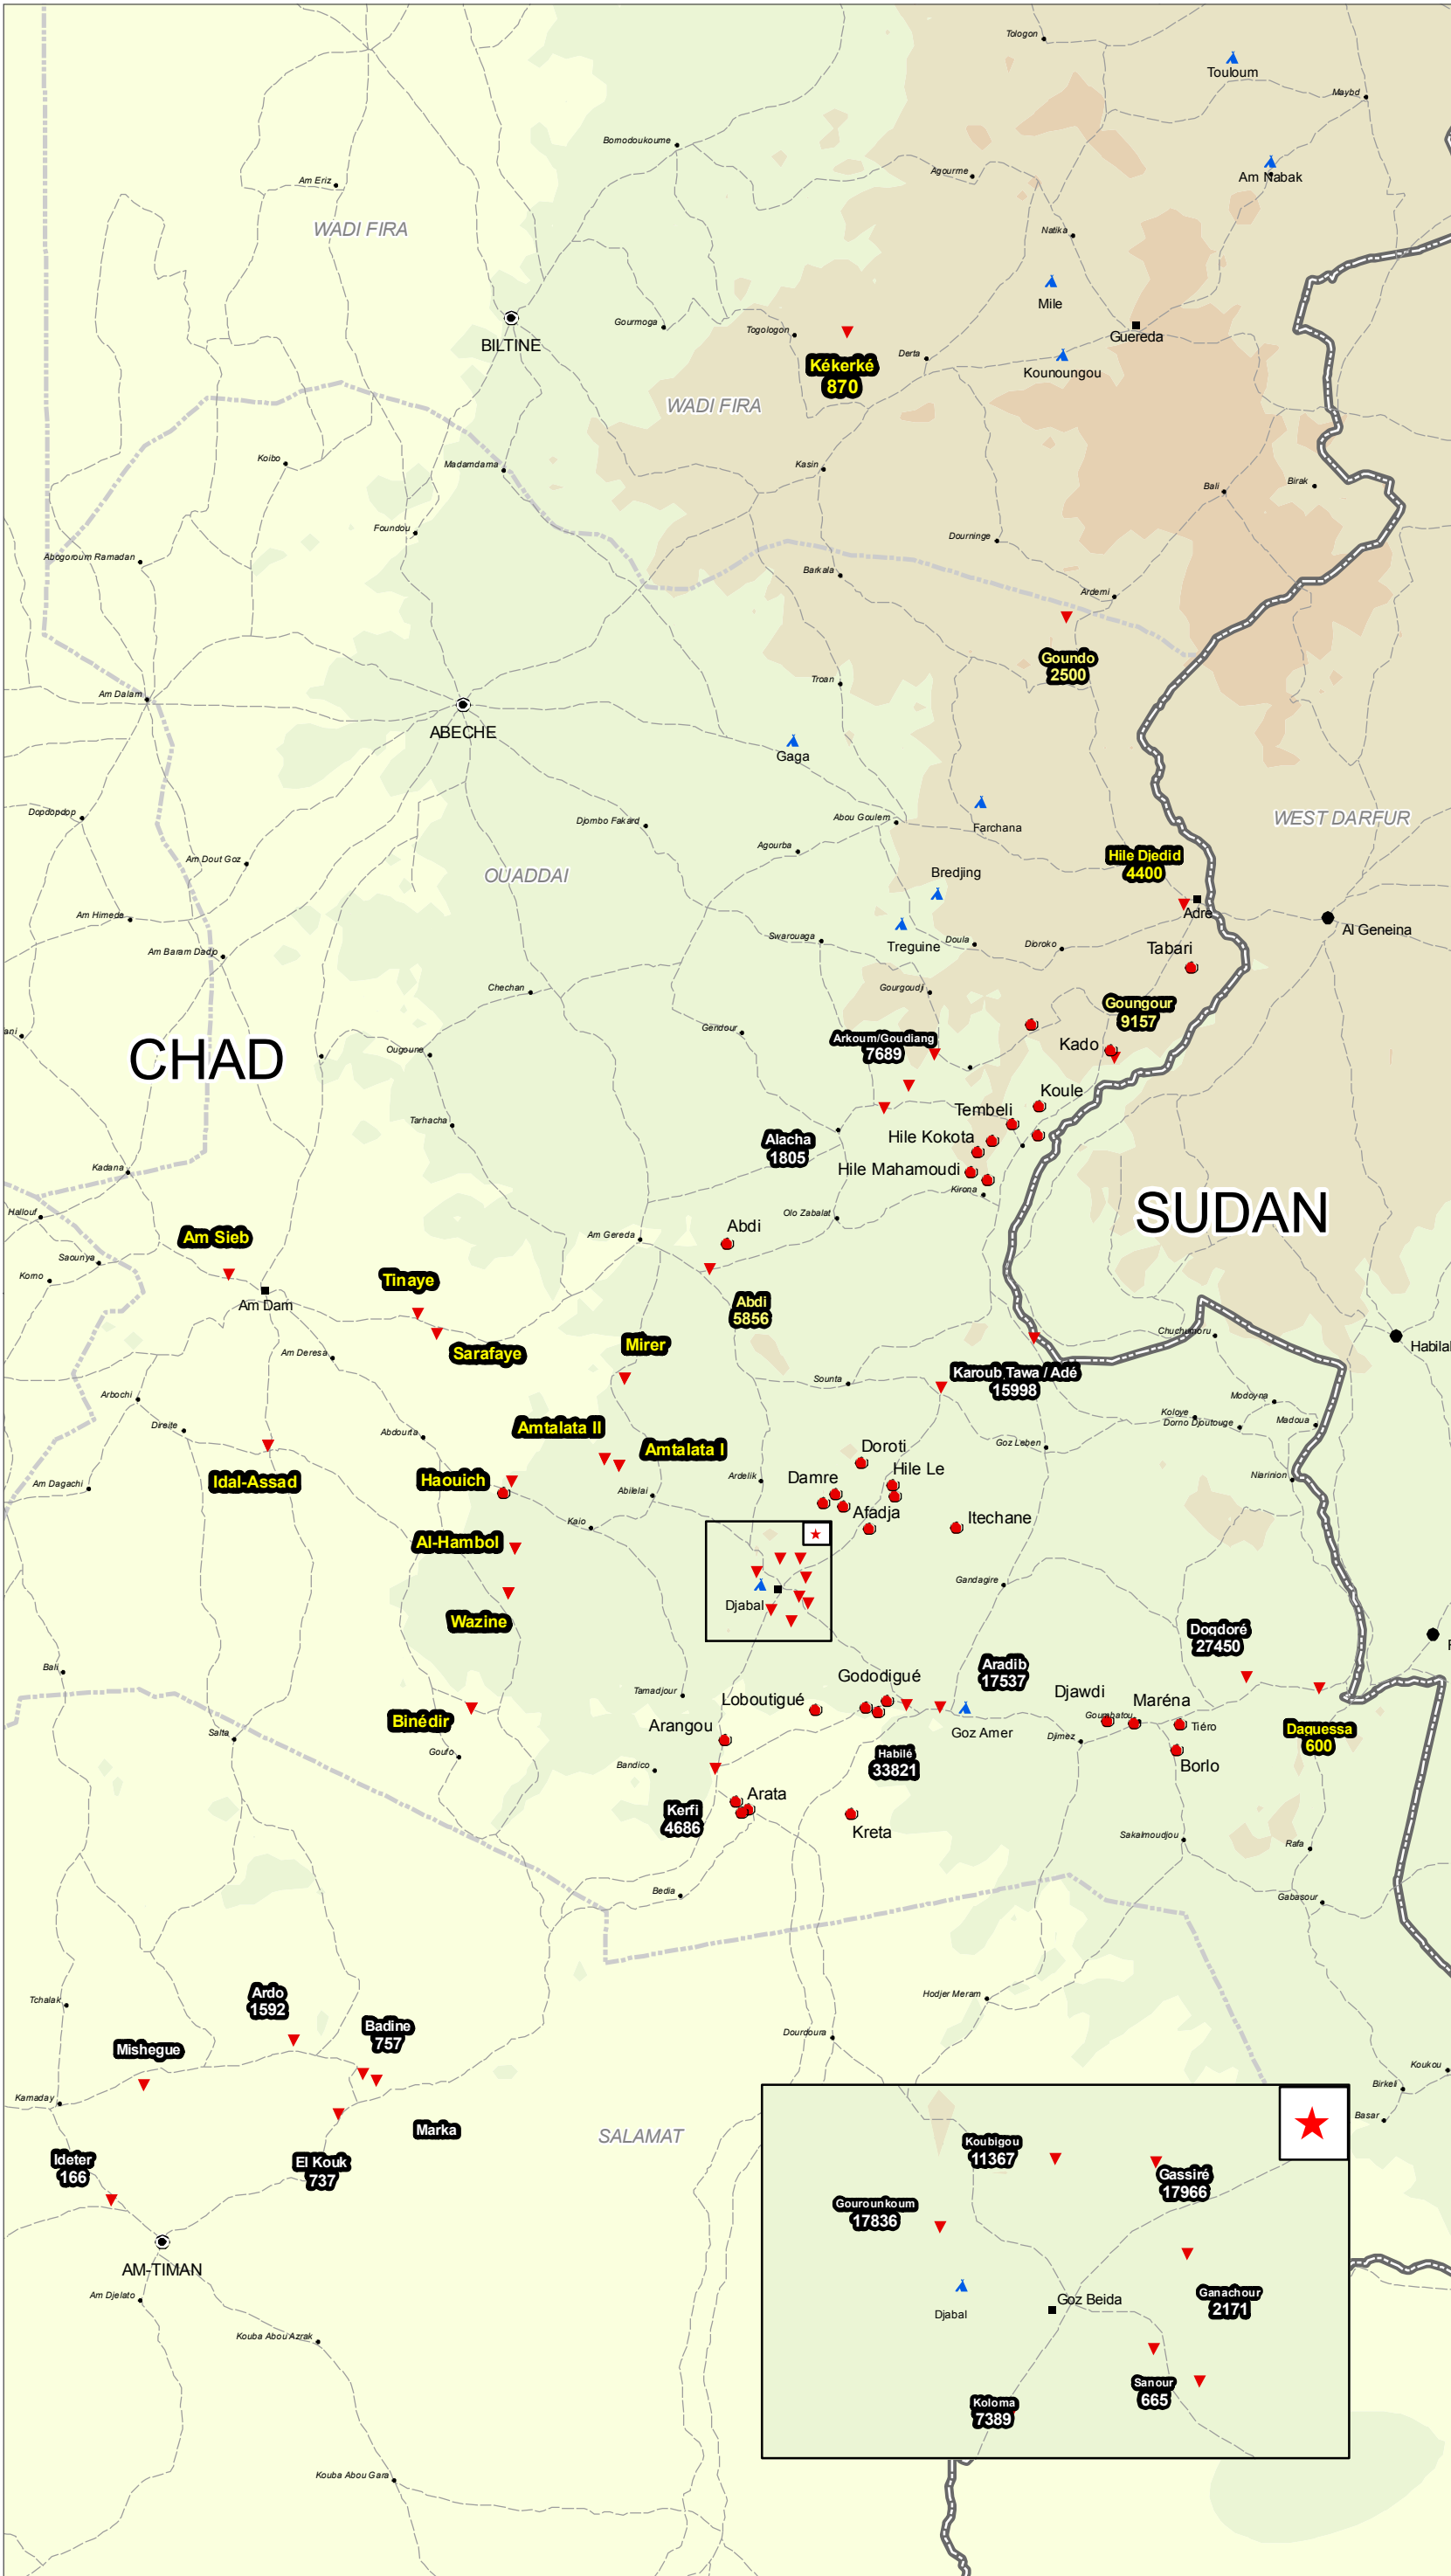 Tologon
Touloum
Maybd
Bomodoukoume
Agourme
Am Nabak
Am Eriz
WADI FIRA
Natika
Mile
Gourmoga
Togologon
Guereda
BILTINE
Derta
Kékerké
870
Kounoungou
WADI FIRA
Koibo
Madamdama
Kasin
Bali
Birak
Foundou
Dourninge
Abogoroum Ramadan
Barkala
Ardemi
Goundo
2500
Troan
Am Dalam
ABECHE
Gaga
Dopdopdop
Djombo Fakard
Abou Goulem
Farchana
WEST DARFUR
Am Dout Goz
Agourba
Hile Djedid
4400
OUADDAI
Bredjing
Am Himede
Adre
Al Geneina
Swarouaga
Treguine
Doula
Dioroko
Tabari
Am Baram Dadjo
Chechan
Gourgoudji
Goungour
9157
ani
Gendour
Arkoum/Goudiang
7689
Kado
CHAD
Ougoune
Koule
Tembeli
Tarhacha
Alacha
1805
Hile Kokota
Kadana
Hile Mahamoudi
Kirona
Hallouf
Olo Zabalat
SUDAN
Am Sieb
Abdi
Am Gereda
Saounya
Komo
Tinaye
Am Dam
Abdi
5856
Mirer
Chuchumoru
Habilal
Sarafaye
Am Deresa
Karoub Tawa / Adé
15998
Sounta
Arbochi
Modoyna
Koloye
Dorno Djoutouge
Madoua
Direite
Amtalata II
Abdourta
Amtalata I
Doroti
Goz Leben
Idal-Assad
Haouich
Damre
Hile Le
Ardelik
Niarinion
Am Dagachi
Abilelai
Afadja
Itechane
Kaio
Al-Hambol
Gandagire
Djabal
Wazine
Dogdoré
27450
F
Bali
Aradib
17537
Gododigué
Tamadjour
Loboutigué
Djawdi
Maréna
Binédir
Arangou
Goz Amer
Gourbatou
Tiéro
Daguessa
600
Salta
Djimez
Goufo
Habilé
33821
Bandico
Borlo
Arata
Kerfi
4686
Kreta
Sakalmoudjou
Rafa
Bedia
Gabasour
Ardo
1592
Hodjer Meram
Tchalak
Badine
757
Dourdoura
Mishegue
Koukou
Birkeli
Kamaday
Basar
Marka
SALAMAT
Koubigou
11367
Ideter
166
El Kouk
737
Gassiré
17966
Gourounkoum
17836
AM-TIMAN
Ganachour
2171
Am Djelato
Djabal
Goz Beida
Kouba Abou Azrak
Sanour
665
Koloma
7389
Kouba Abou Gara